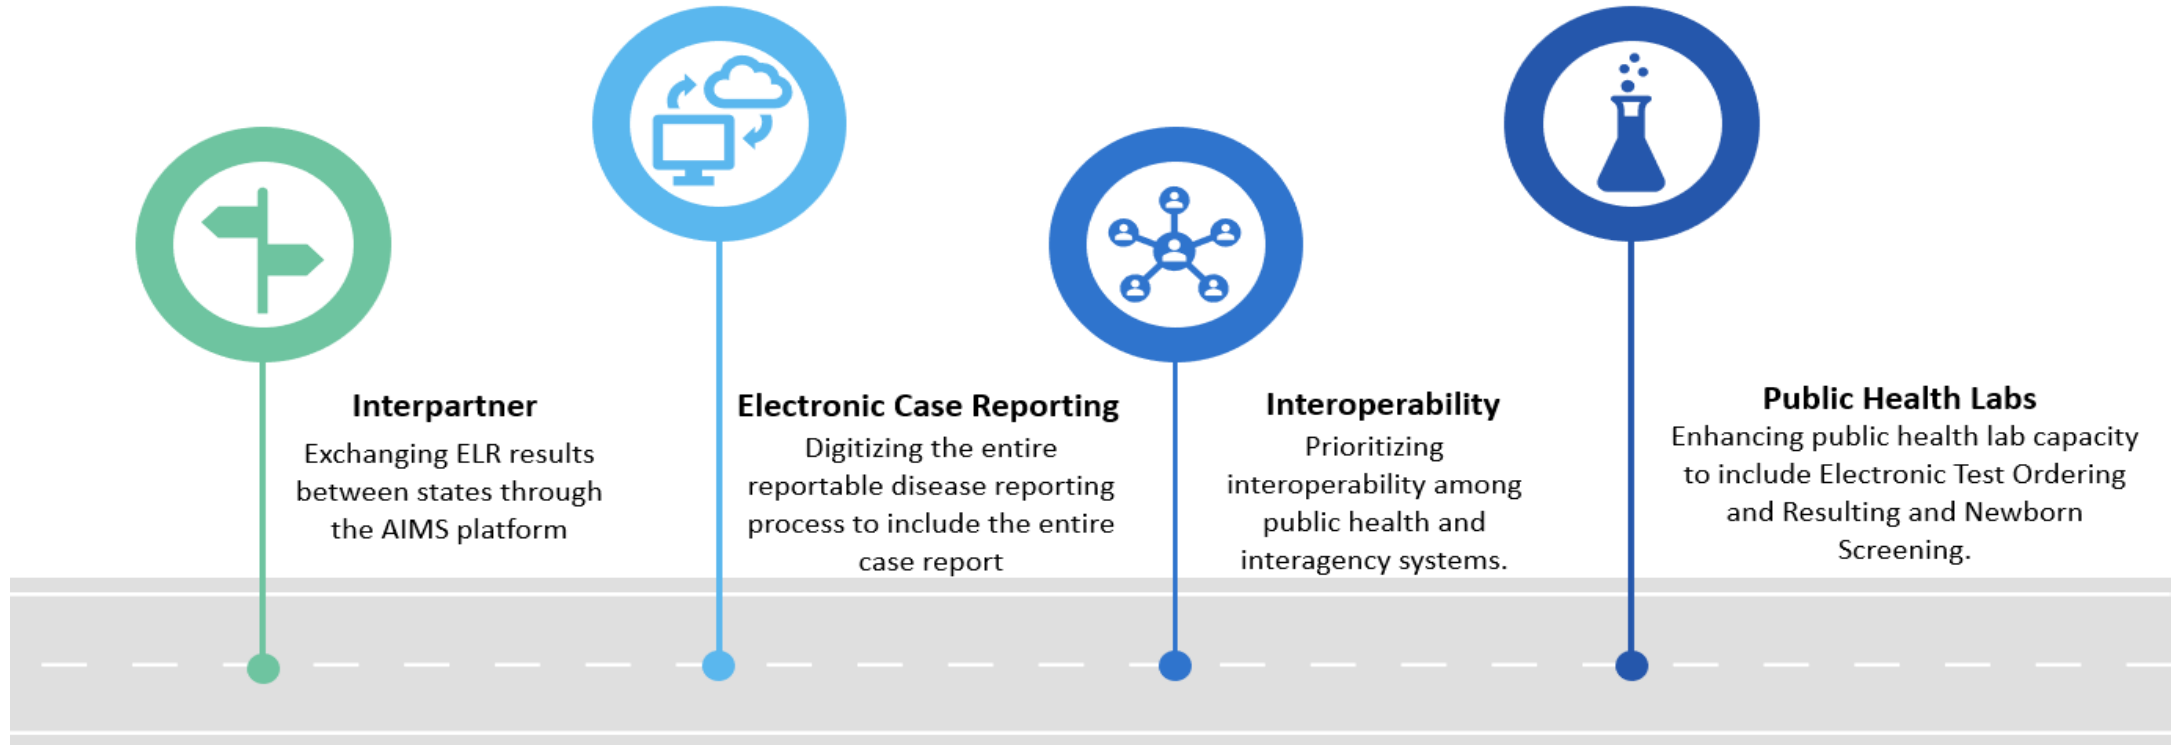 Interpartner
Exchanging ELR results
between states through
the AIMS platform
Electronic Case Reporting
Digitizing the entire
reportable disease reporting
process to include the entire
case report
Interoperability
Prioritizing
interoperability among
public health and
interagency systems.
Public Health Labs
Enhancing public health lab capacity
to include Electronic Test Ordering
and Resulting and Newborn
Screening.